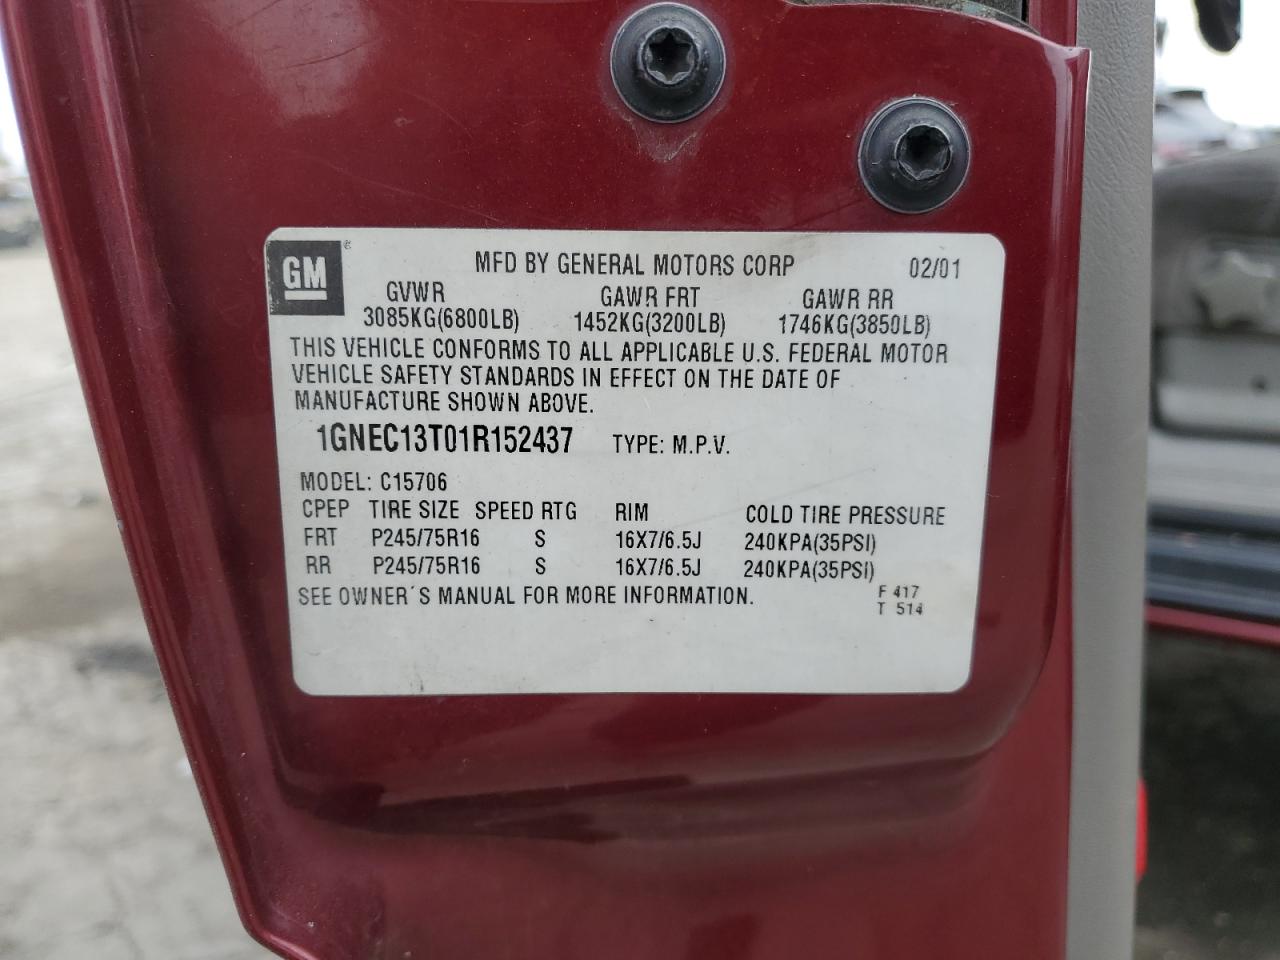 GM ® MFD BY GENERAL MOTORS CORP 02/01
GVWR GAWR FRT GAWR RR
3085KG(6800LB) 1452KG(3200LB) 1746KG(3850LB)
THIS VEHICLE CONFORMS TO ALL APPLICABLE U.S. FEDERAL MOTOR
VEHICLE SAFETY STANDARDS IN EFFECT ON THE DATE OF
MANUFACTURE SHOWN ABOVE.
1GNEC13T01R152437 TYPE: M.P.V.
MODEL: C15706
CPEP TIRE SIZE SPEED RTG RIM COLD TIRE PRESSURE
FRT P245/75R16 S 16X7/6.5J 240KPA(35PSI)
RR P245/75R16 S 16X7/6.5J 240KPA(35PSI)
SEE OWNER´S MANUAL FOR MORE INFORMATION. F 417
T 514